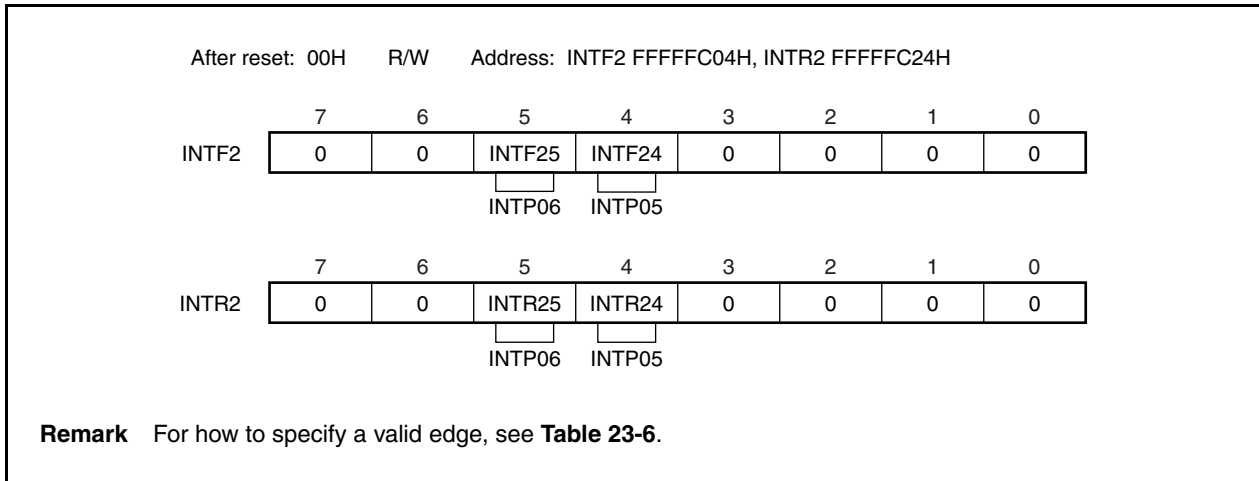 After reset: 00H R/W Address: INTF2 FFFFFC04H, INTR2 FFFFFC24H
7 6 5 4 3 2 1 0
INTF2 0 0 INTF25 INTF24 0 0 0 0
INTP06 INTP05
7 6 5 4 3 2 1 0
INTR2 0 0 INTR25 INTR24 0 0 0 0
INTP06 INTP05
Remark For how to specify a valid edge, see Table 23-6.